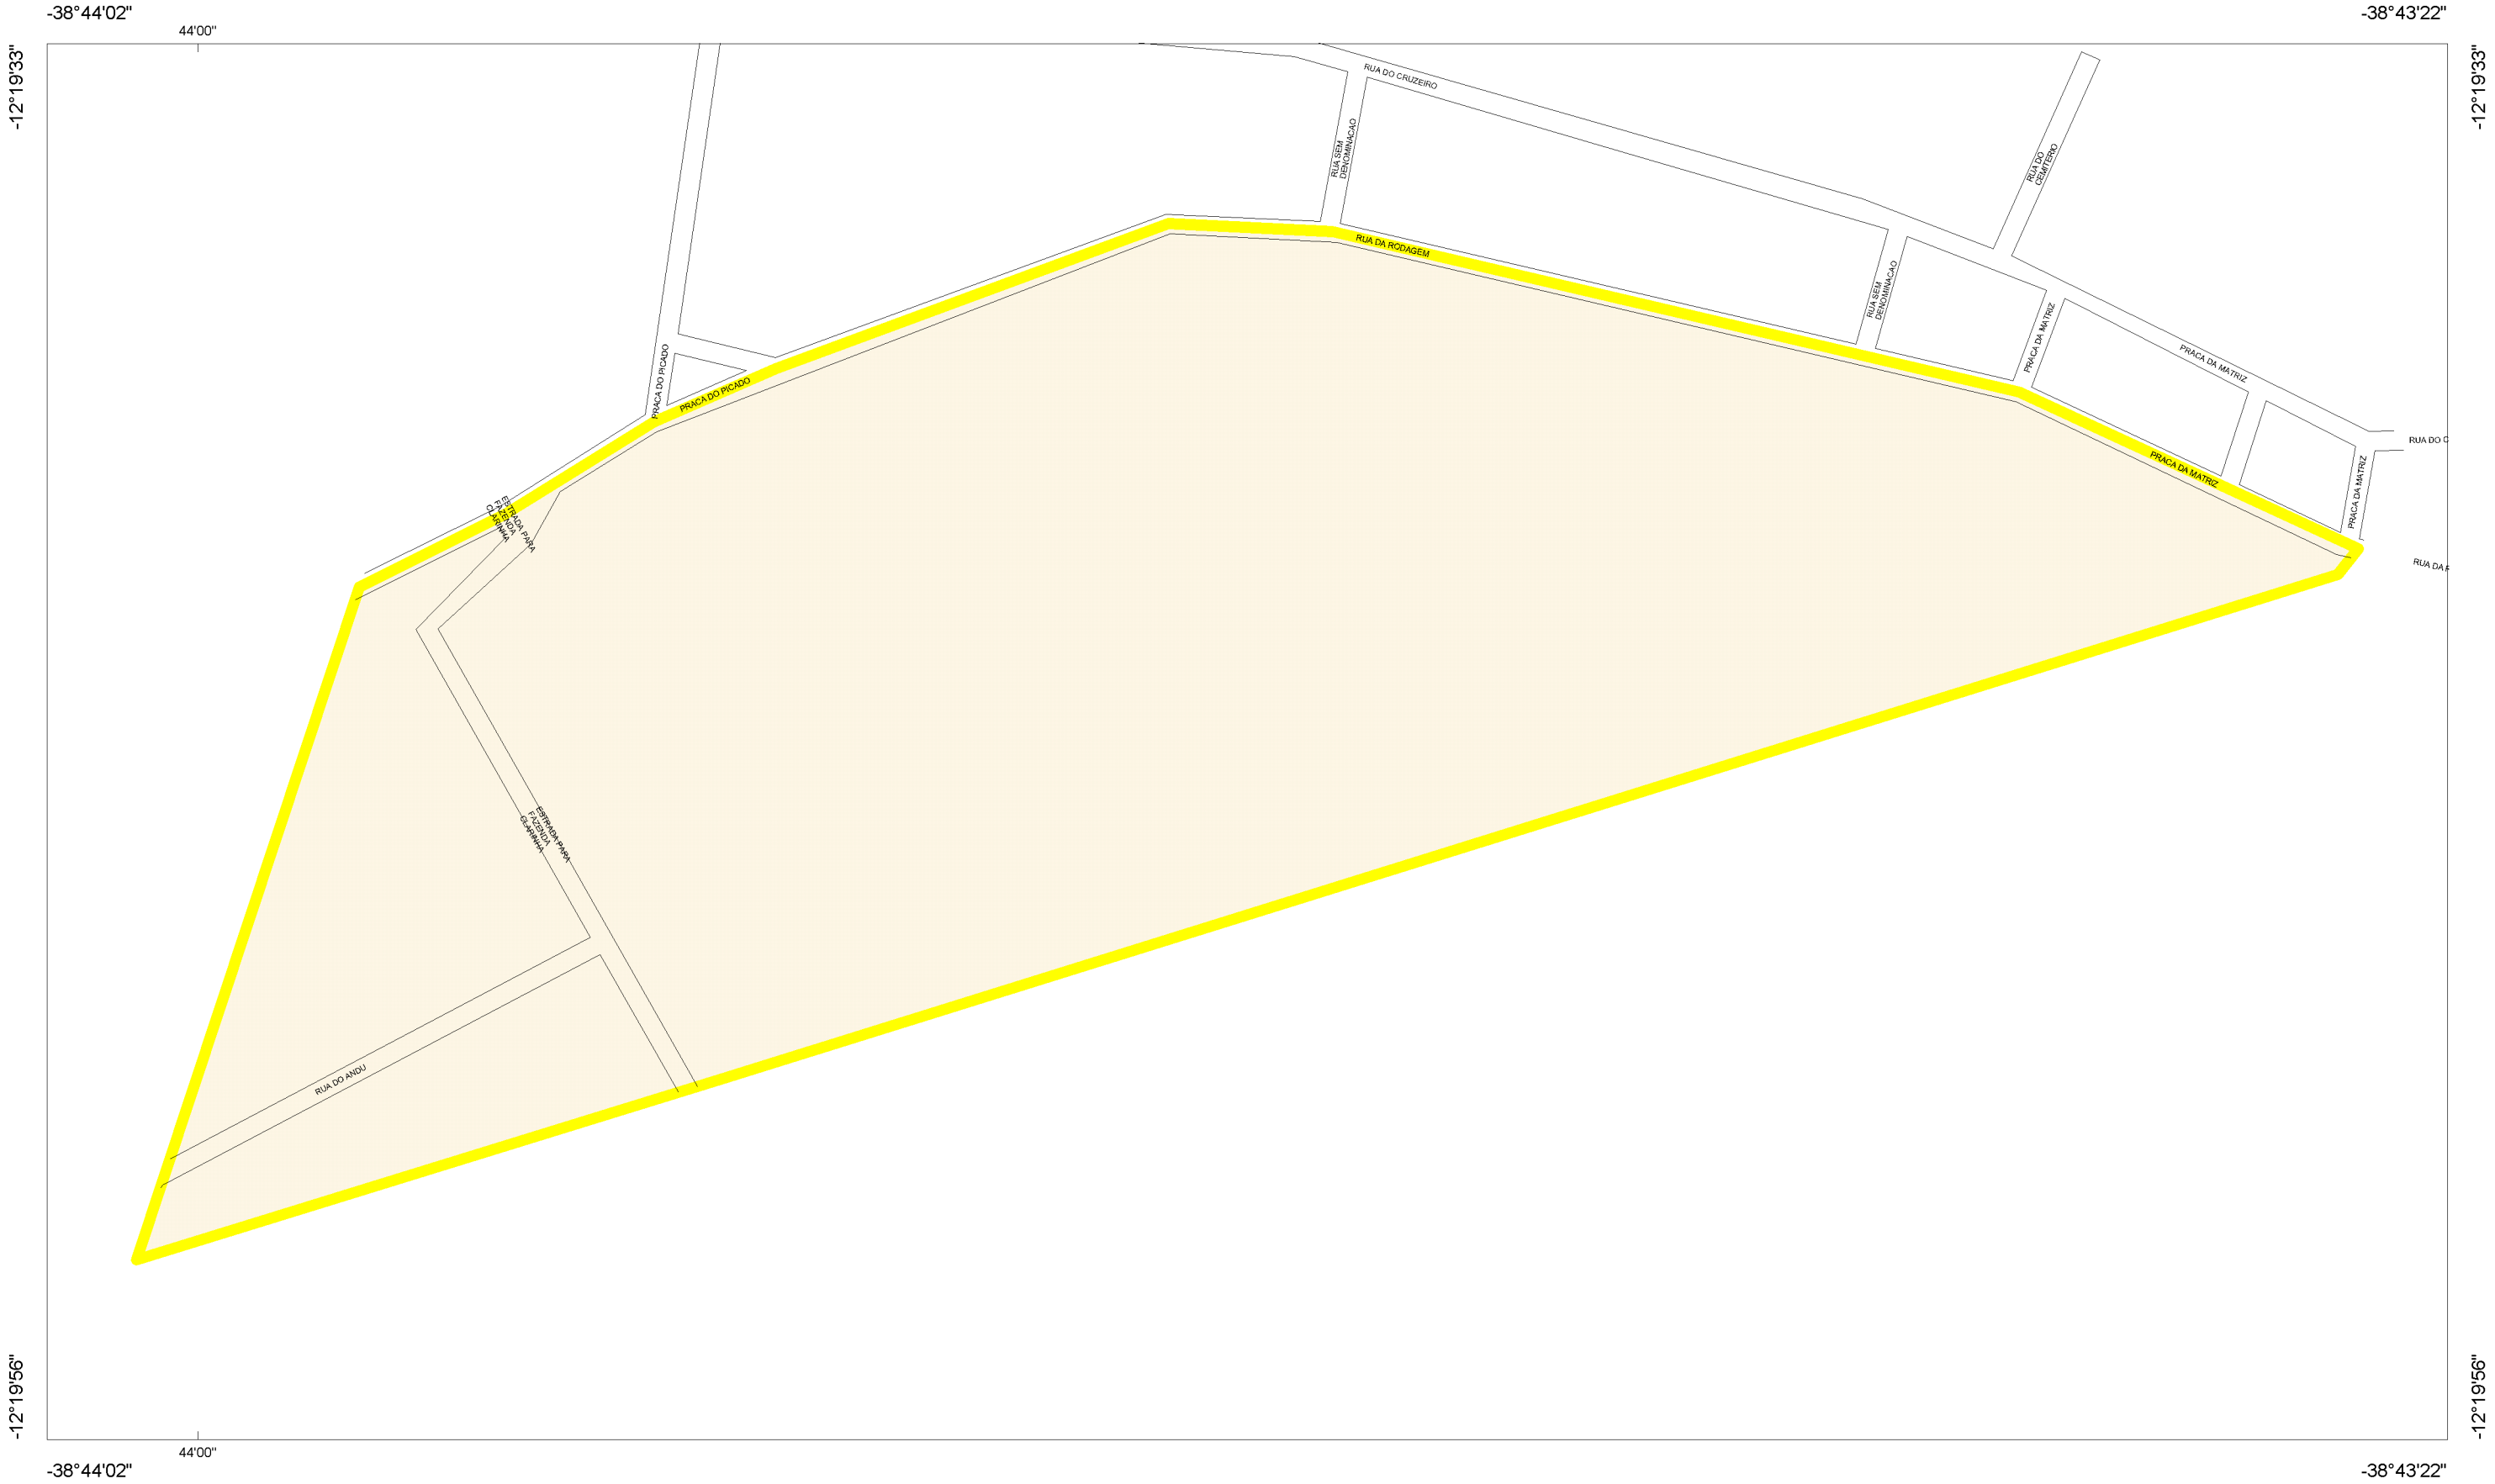 -38°44'02"
-38°43'22"
44'00"
-12°19'33"
-12°19'33"
RUA DO CRUZEIRO
RUA SEM
DENOMINACAO
RUA DO
CEMITERIO
RUA DA RODAGEM
RUA SEM
DENOMINACAO
PRACA DA MATRIZ
PRACA DA MATRIZ
PRACA DO PICADO
PRACA DO PICADO
RUA DO
PRACA DA MATRIZ
PRACA DA MATRIZ
ESTRADA PARA
FAZENDA
CLARINHA
RUA DA
ESTRADA PARA
FAZENDA
CLARINHA
RUA DO ANDU
-12°19'56"
-12°19'56"
44'00"
-38°44'02"
-38°43'22"